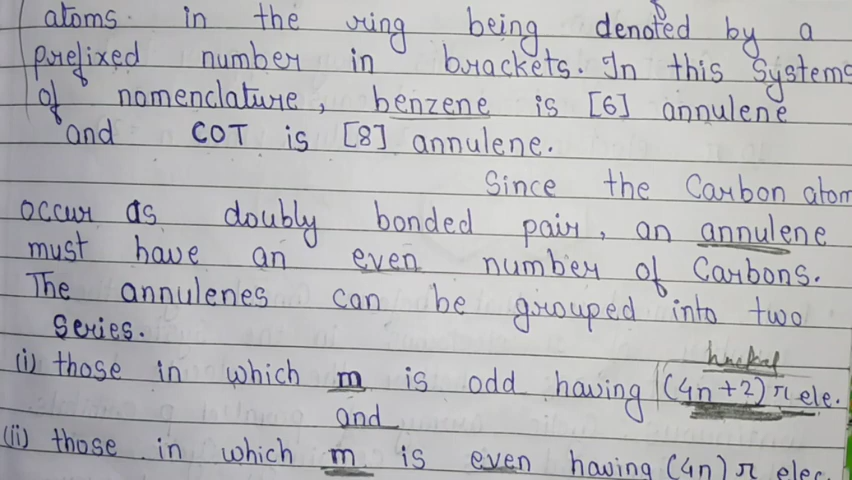 atoms in the ring being denoted by a
prefixed number in brackets. In this Systems
of nomenclature, benzene is [6] annulene
and COT is [8] annulene.
Since the Carbon atom
occur as doubly bonded pair, an annulene
must have an even number of Carbons.
The annulenes can be grouped into two
Series.
(i) those in which m is odd having (4n+2) π ele.
and
(ii) those in which m is even having (4n) π elec.